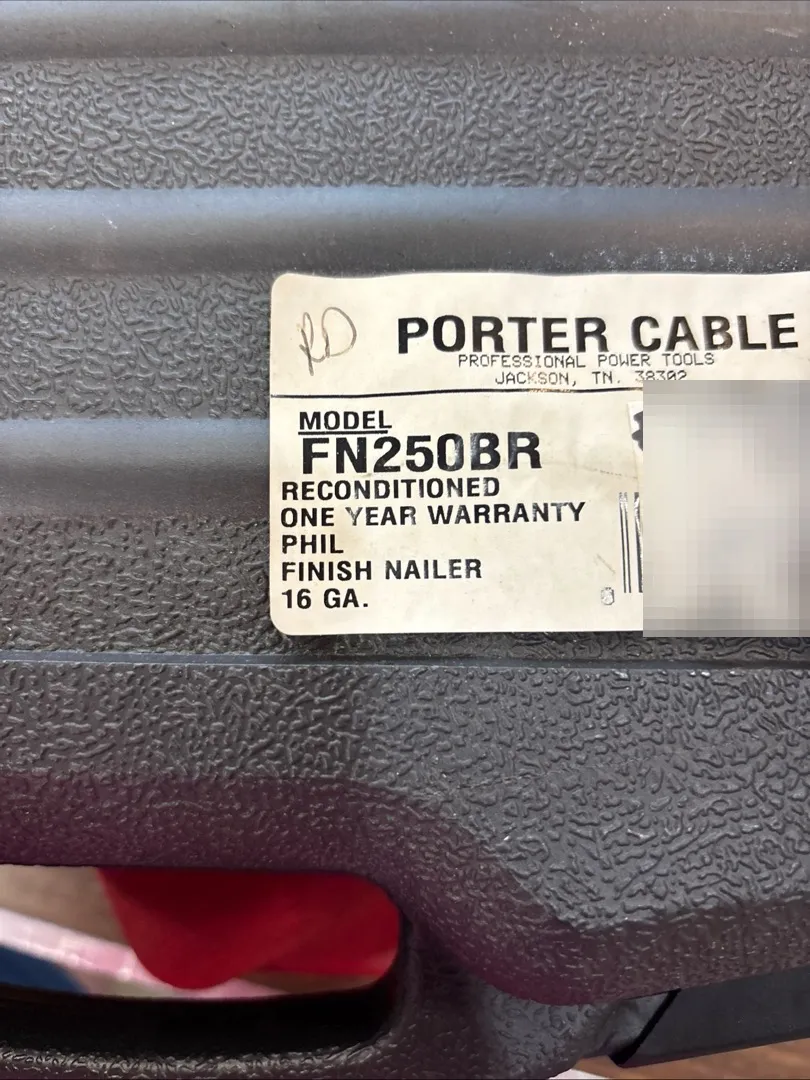 RD
PORTER CABLE
PROFESSIONAL POWER TOOLS
JACKSON, TN. 38302
MODEL
FN250BR
RECONDITIONED
ONE YEAR WARRANTY
PHIL
FINISH NAILER
16 GA.